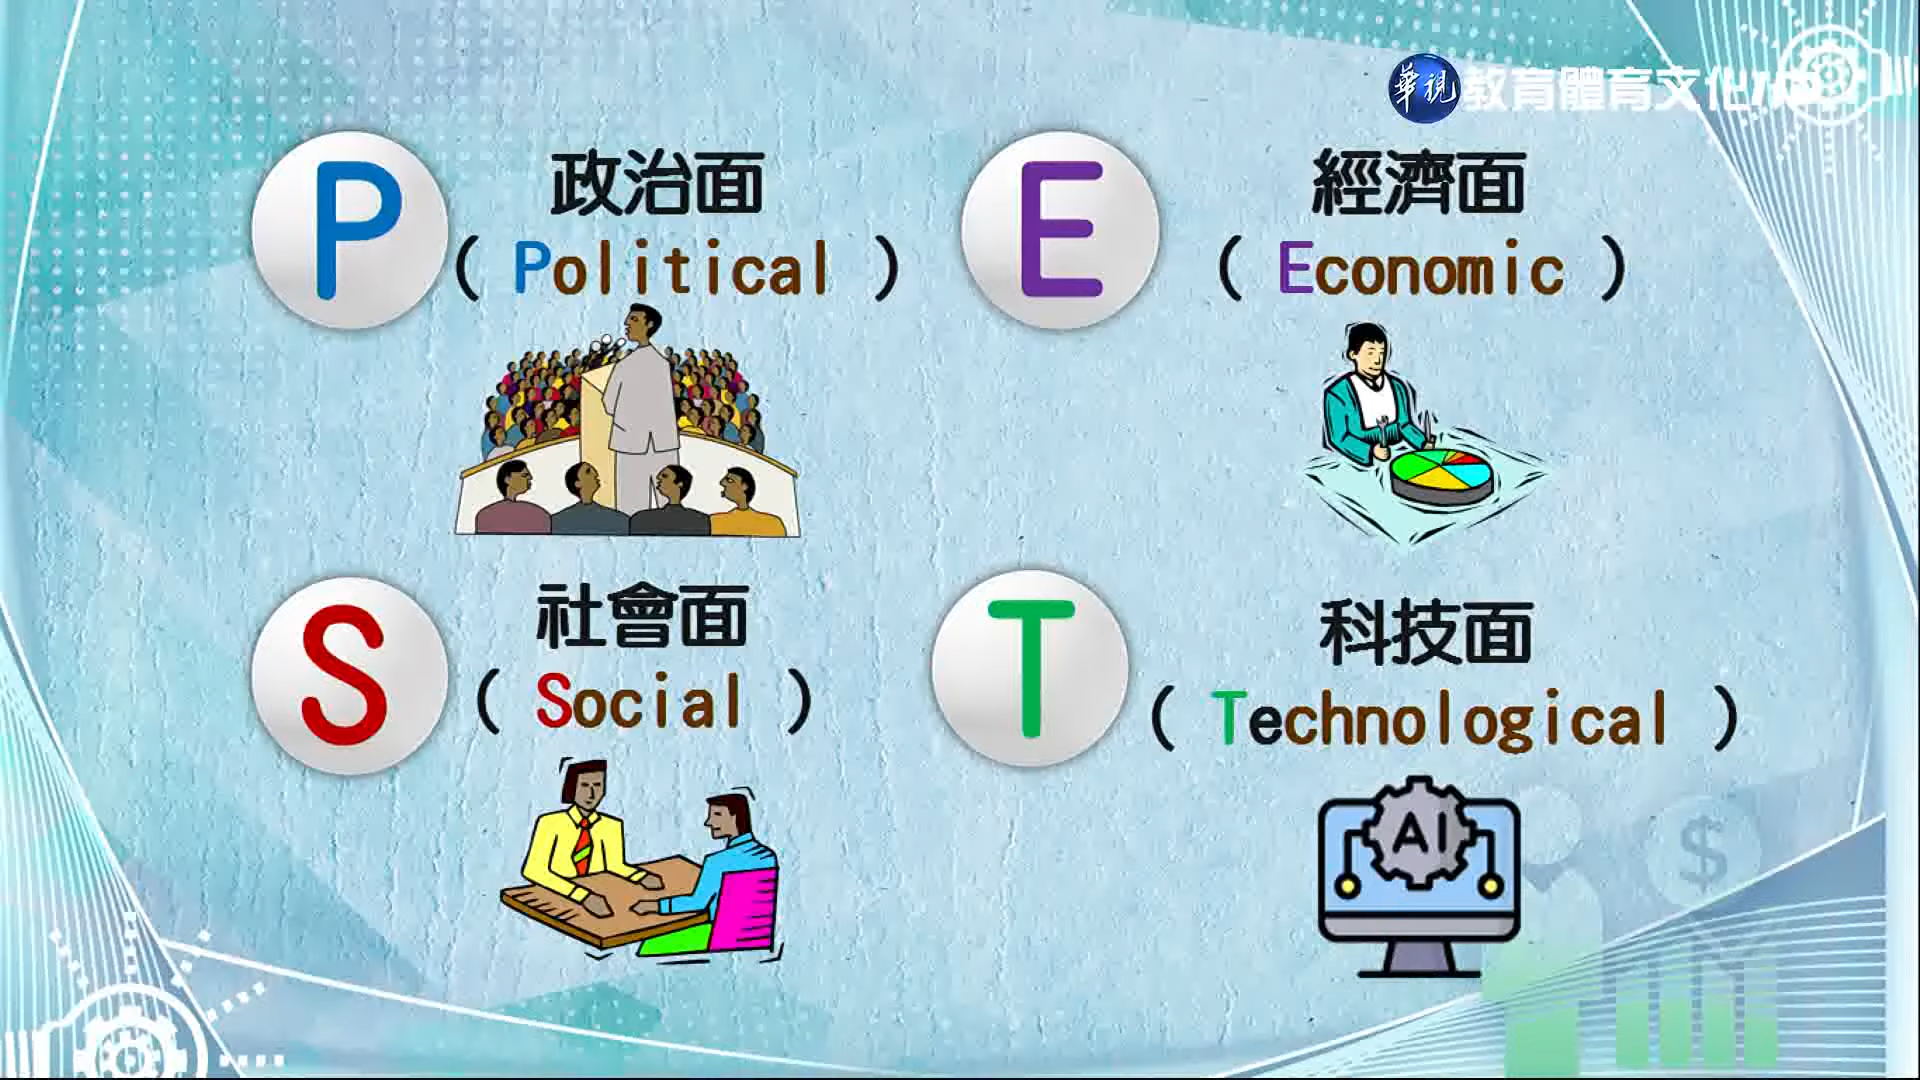 華視 教育體育文化
P
政治面
( Political )
E
經濟面
( Economic )
S
社會面
( Social )
T
科技面
( Technological )
AI
$